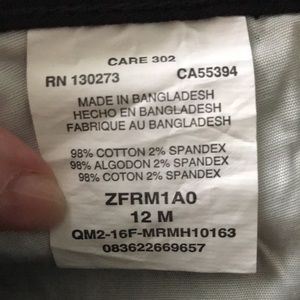 CARE 302
RN 130273 CA55394
MADE IN BANGLADESH
HECHO EN BANGLADESH
FABRIQUE AU BANGLADESH
98% COTTON 2% SPANDEX
98% ALGODON 2% SPANDEX
98% COTON 2% SPANDEX
ZFRM1A0
12 M
QM2-16F-MRMH10163
083622669657